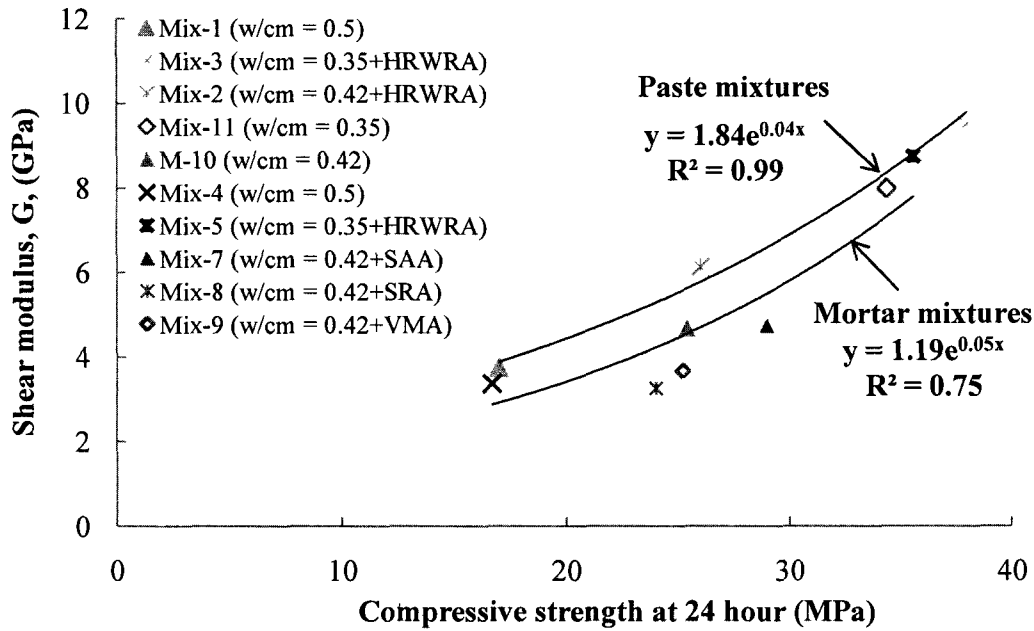 12
10
8
6
4
2
0
Shear modulus, G, (GPa)
Mix-1 (w/cm = 0.5)
Mix-3 (w/cm = 0.35+HRWRA)
Mix-2 (w/cm = 0.42+HRWRA)
Mix-11 (w/cm = 0.35)
M-10 (w/cm = 0.42)
Mix-4 (w/cm = 0.5)
Mix-5 (w/cm = 0.35+HRWRA)
Mix-7 (w/cm = 0.42+SAA)
Mix-8 (w/cm = 0.42+SRA)
Mix-9 (w/cm = 0.42+VMA)
Paste mixtures
y = 1.84e^0.04x
R² = 0.99
Mortar mixtures
y = 1.19e^0.05x
R² = 0.75
0 10 20 30 40
Compressive strength at 24 hour (MPa)